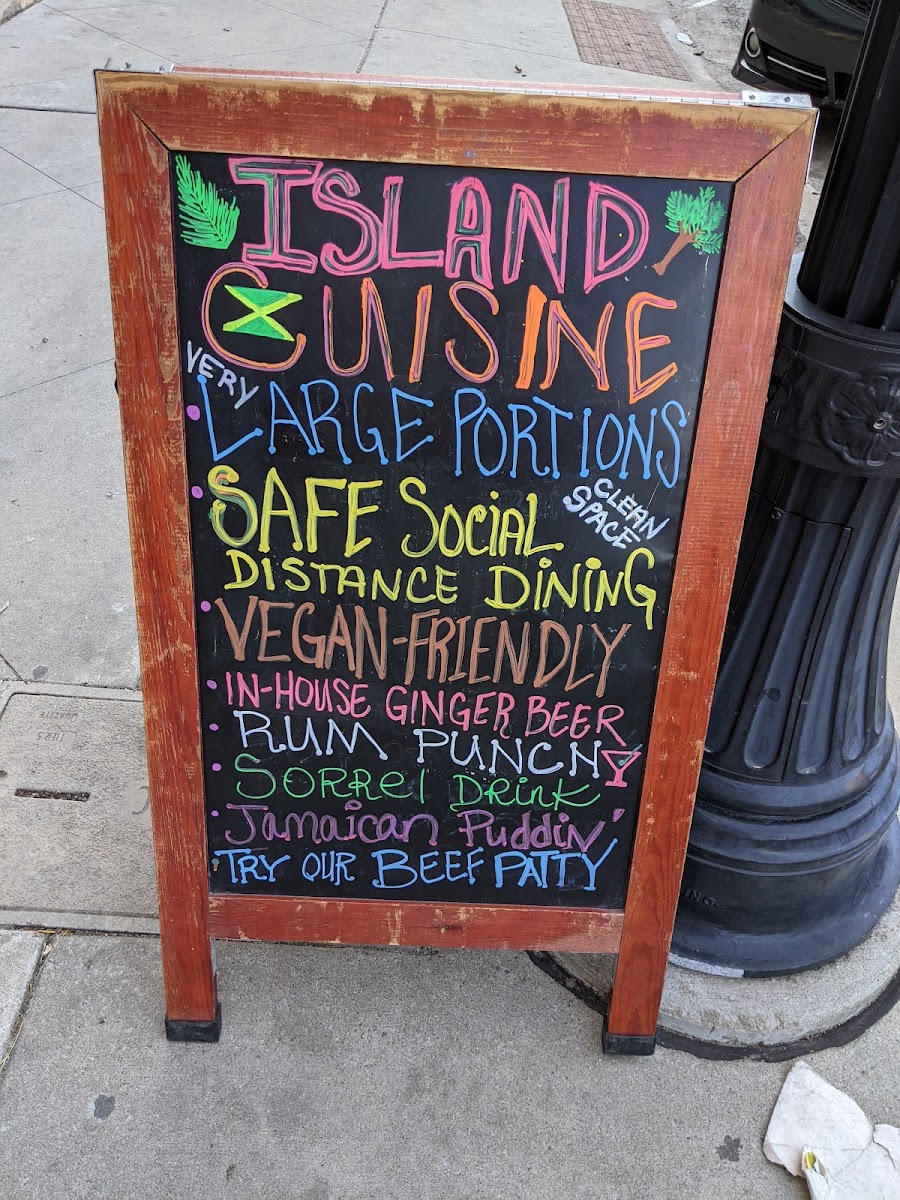 ISLAND
CUISINE
VERY
LARGE PORTIONS
SAFE Social
CLEAN
SPACE
DISTANCE DINING
VEGAN-FRIENDLY
IN-HOUSE GINGER BEER
RUM PUNCH
SORREl DRink
Jamaican Puddin'
TRY OUR BEEF PATTY